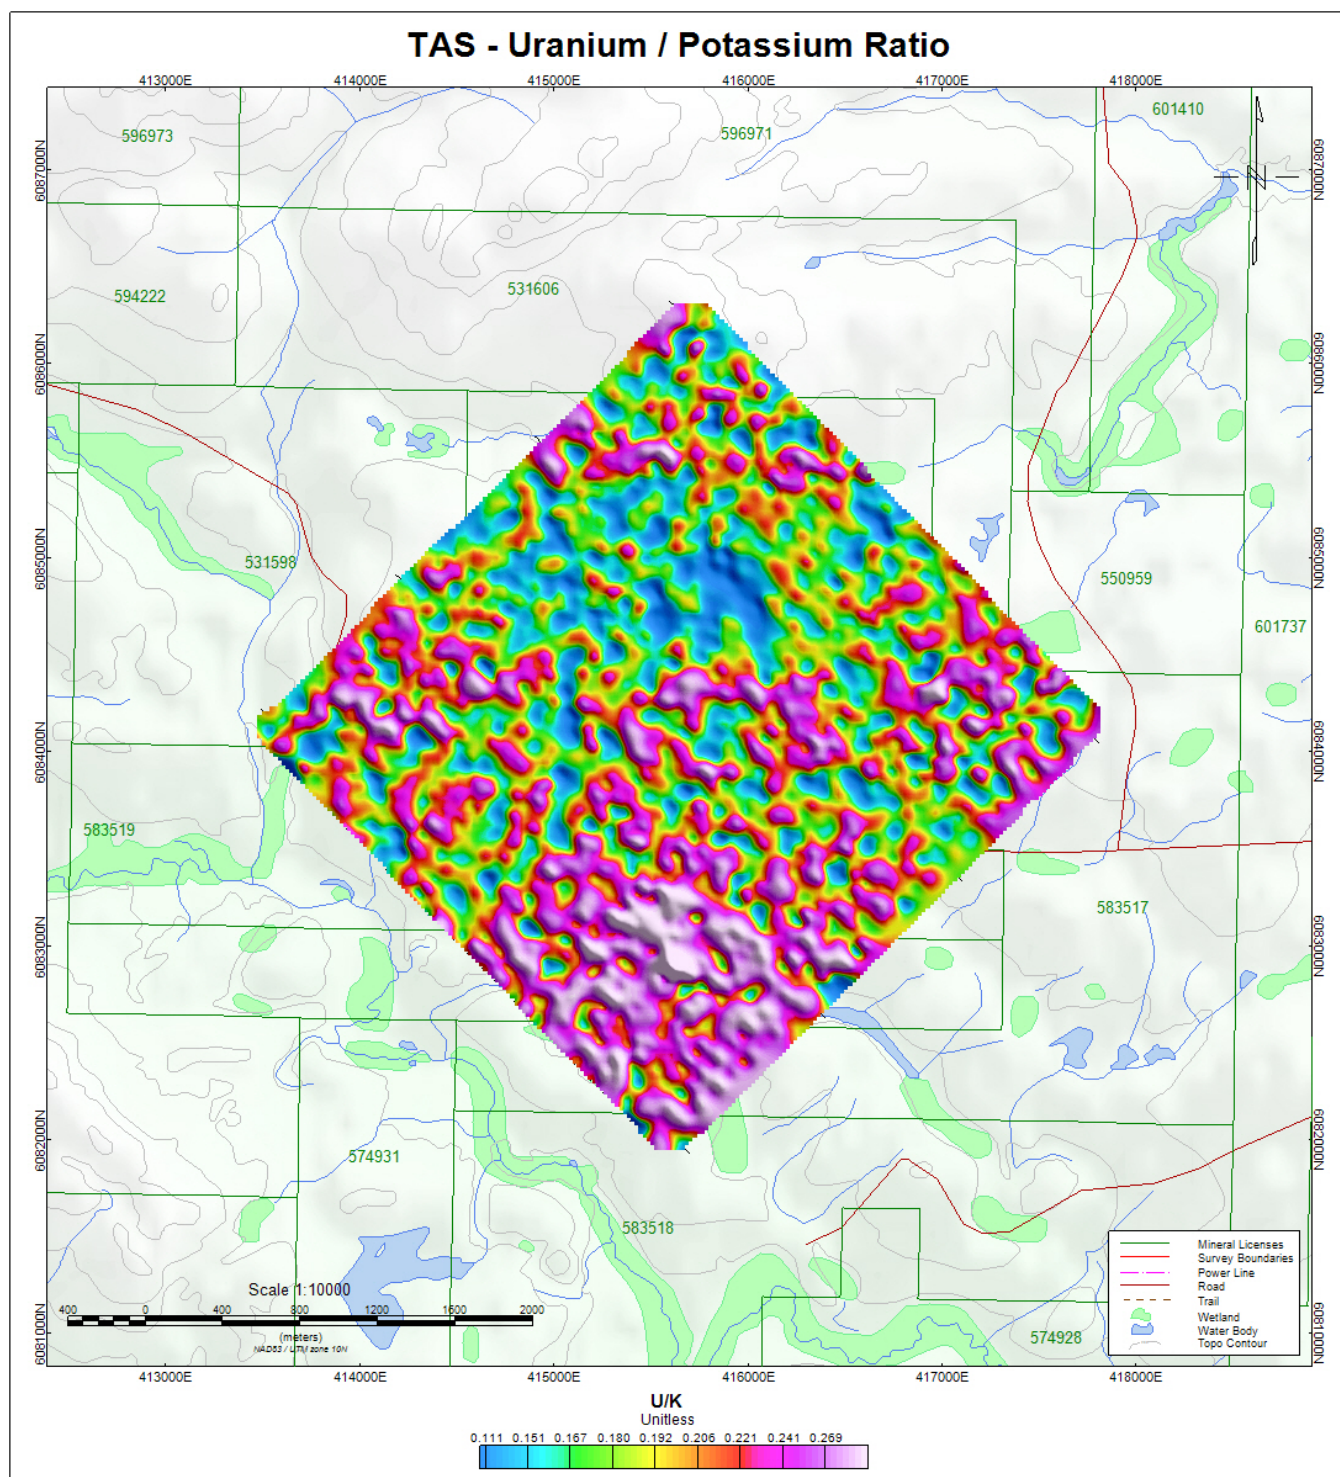 TAS - Uranium / Potassium Ratio
413000E 414000E 415000E 416000E 417000E 418000E
6087000N 6087000N
6086000N 6086000N
6085000N 6085000N
6084000N 6084000N
6083000N 6083000N
6082000N 6082000N
6081000N 6081000N
596973
596971
601410
594222
531606
531598
550959
601737
583519
583517
574931
583518
574928
Mineral Licenses
Survey Boundaries
Power Line
Road
Trail
Wetland
Water Body
Topo Contour
Scale 1:10000
400 0 400 800 1200 1600 2000
(meters)
NAD83 / UTM zone 10N
413000E 414000E 415000E 416000E 417000E 418000E
U/K
Unitless
0.111 0.151 0.167 0.180 0.192 0.206 0.221 0.241 0.269